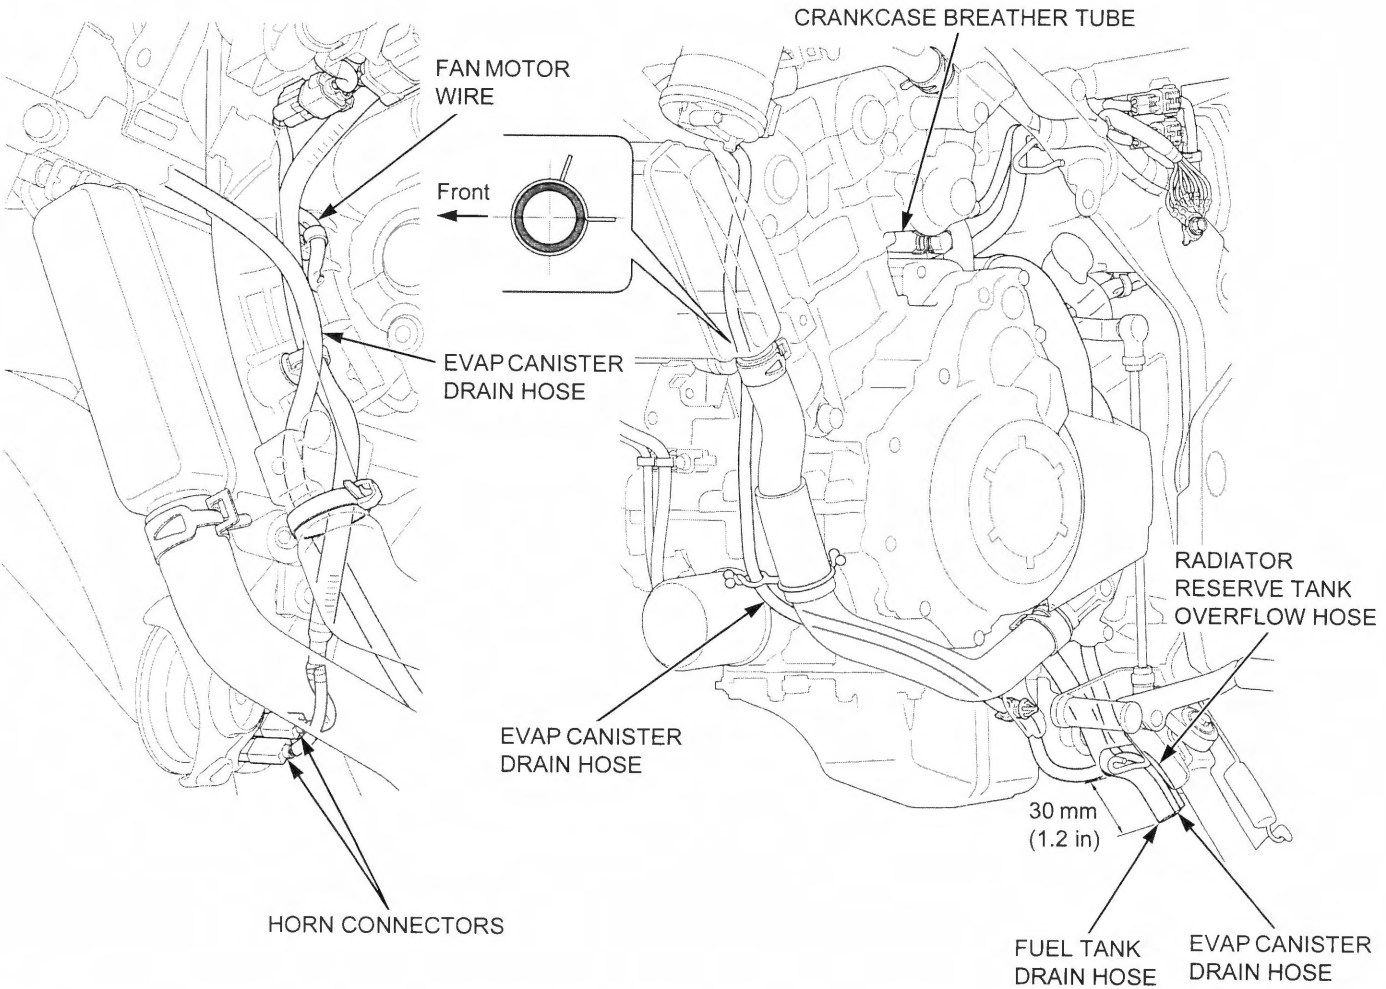 CRANKCASE BREATHER TUBE
FAN MOTOR
WIRE
Front
EVAP CANISTER
DRAIN HOSE
RADIATOR
RESERVE TANK
OVERFLOW HOSE
EVAP CANISTER
DRAIN HOSE
30 mm
(1.2 in)
HORN CONNECTORS
FUEL TANK
DRAIN HOSE
EVAP CANISTER
DRAIN HOSE